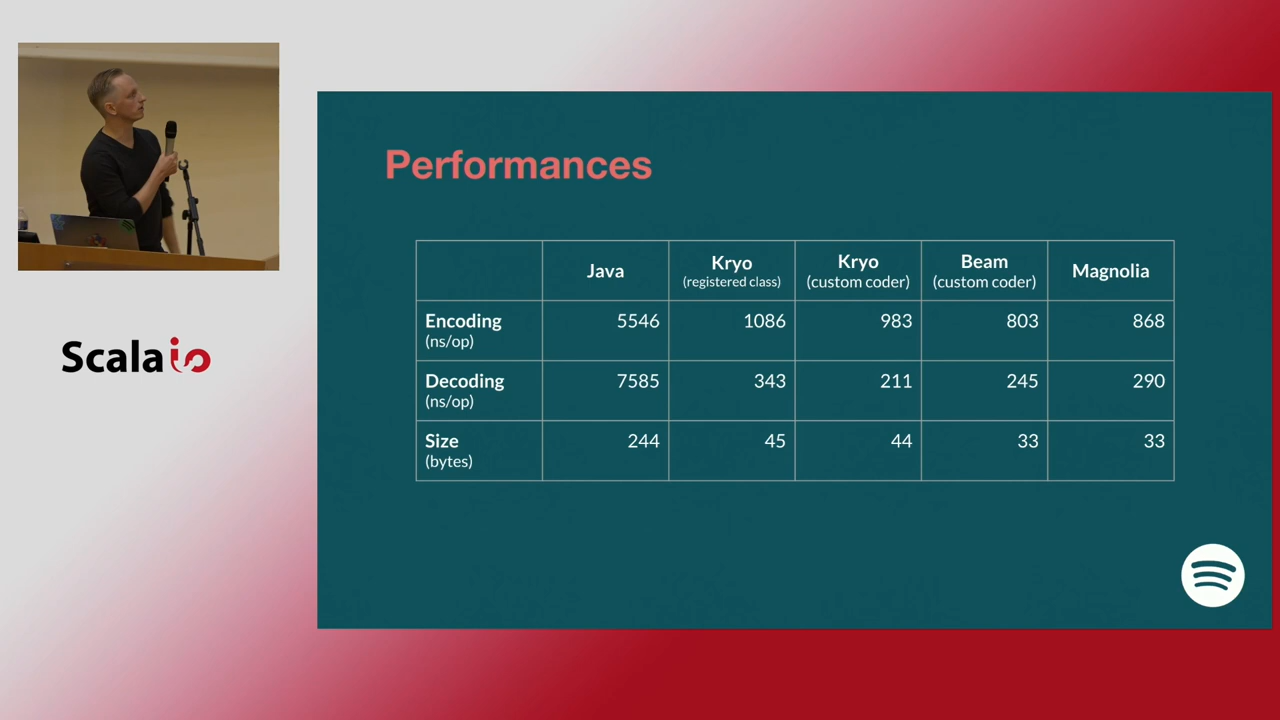 Performances
Java
Kryo
(registered class)
Kryo
(custom coder)
Beam
(custom coder)
Magnolia
Encoding
(ns/op)
5546
1086
983
803
868
Decoding
(ns/op)
7585
343
211
245
290
Size
(bytes)
244
45
44
33
33
Scala io